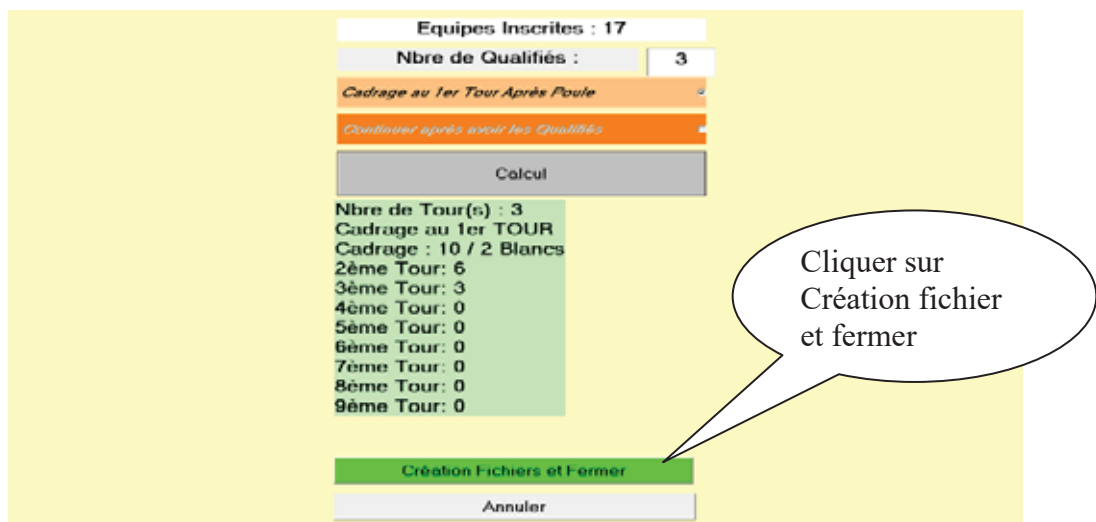 Equipes Inscrites : 17
Nbre de Qualifiés : 3
Cadrage au 1er Tour Après Poule
Continuer après avoir les Qualifiés
Calcul
Nbre de Tour(s) : 3
Cadrage au 1er TOUR
Cadrage : 10 / 2 Blancs
2ème Tour: 6
3ème Tour: 3
4ème Tour: 0
5ème Tour: 0
6ème Tour: 0
7ème Tour: 0
8ème Tour: 0
9ème Tour: 0
Cliquer sur
Création fichier
et fermer
Création Fichiers et Fermer
Annuler